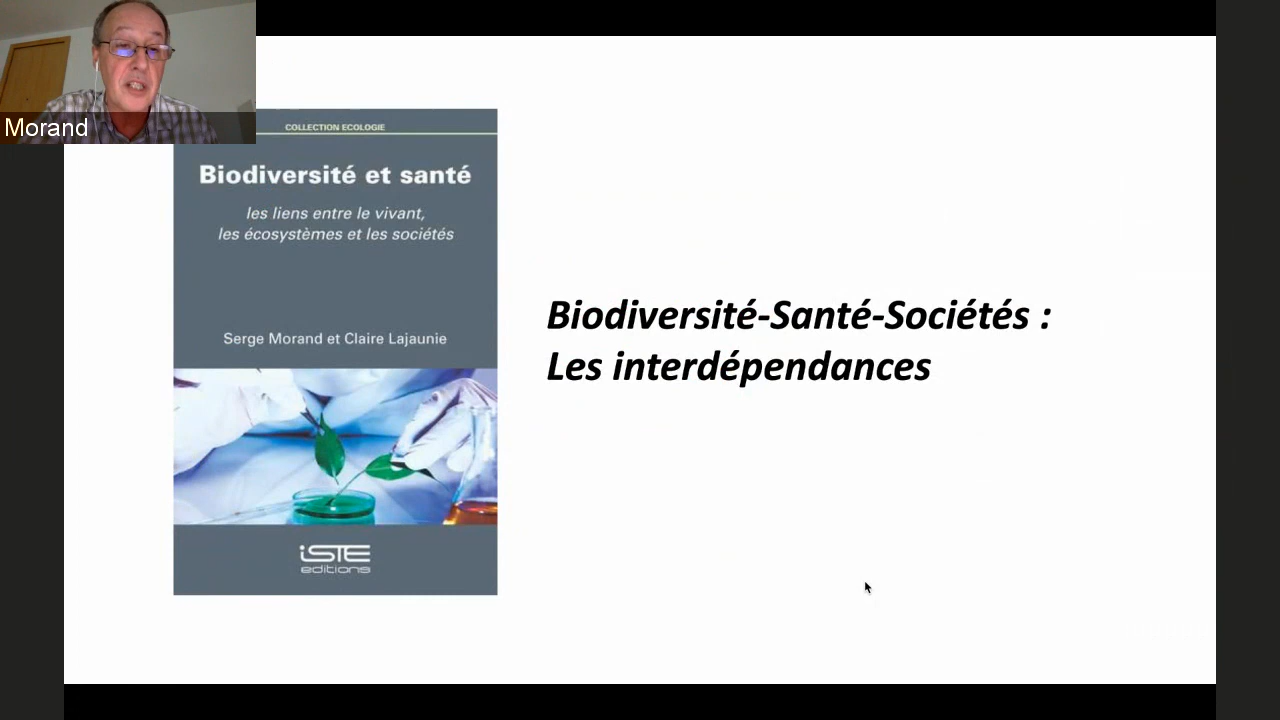 Morand
COLLECTION ECOLOGIE
Biodiversité et santé
les liens entre le vivant,
les écosystèmes et les sociétés
Serge Morand et Claire Lajaunie
iSTE
editions
Biodiversité-Santé-Sociétés :
Les interdépendances